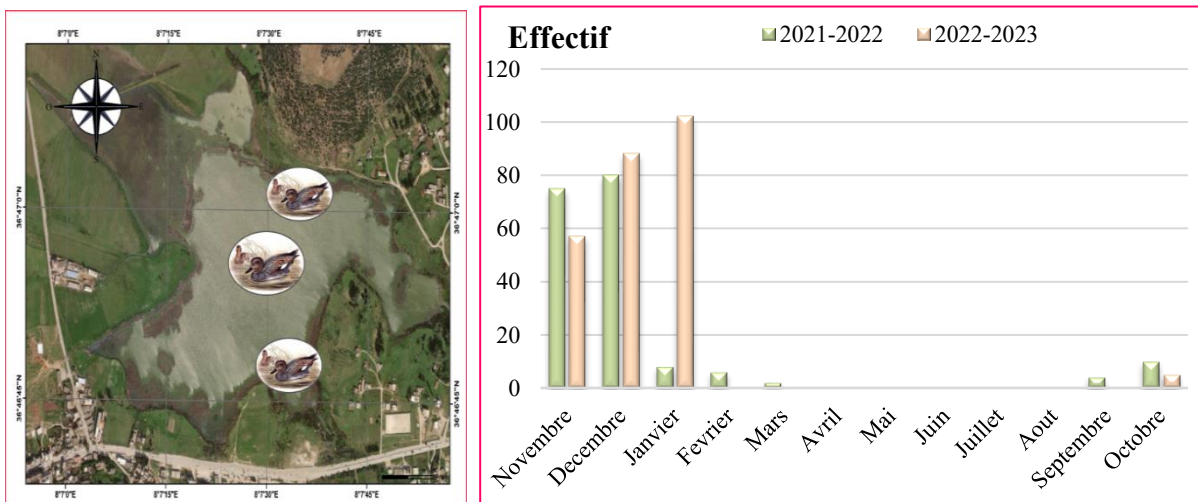 8°7'0"E 8°7'15"E 8°7'30"E 8°7'45"E
N
O E
S
36°47'0"N 36°47'0"N
36°46'45"N 36°46'45"N
8°7'0"E 8°7'15"E 8°7'30"E 8°7'45"E
Effectif
2021-2022 2022-2023
120
100
80
60
40
20
0
Novembre Decembre Janvier Fevrier Mars Avril Mai Juin Juillet Aout Septembre Octobre